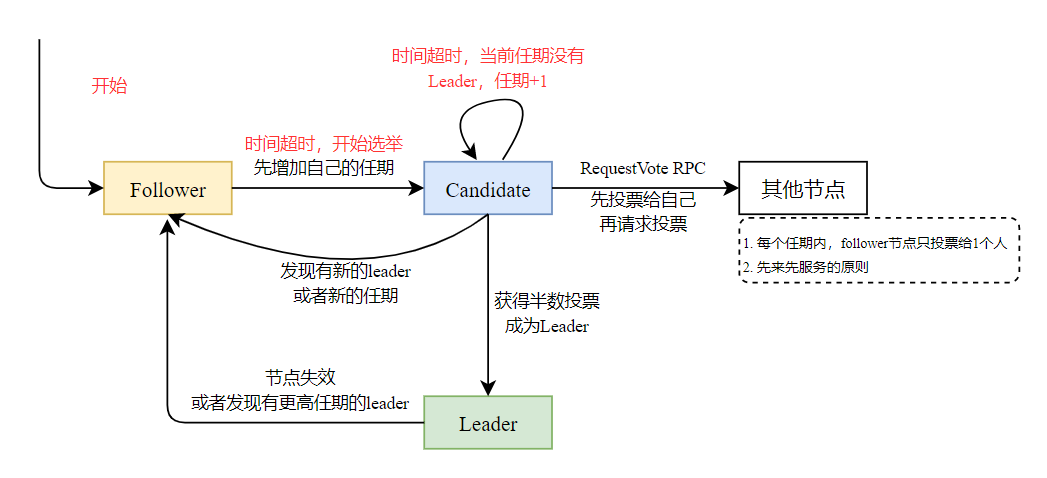 时间超时，当前任期没有
Leader，任期+1
开始
时间超时，开始选举
先增加自己的任期
Follower
Candidate
RequestVote RPC
先投票给自己
再请求投票
其他节点
1. 每个任期内，follower节点只投票给1个人
2. 先来先服务的原则
发现有新的leader
或者新的任期
获得半数投票
成为Leader
节点失效
或者发现有更高任期的leader
Leader